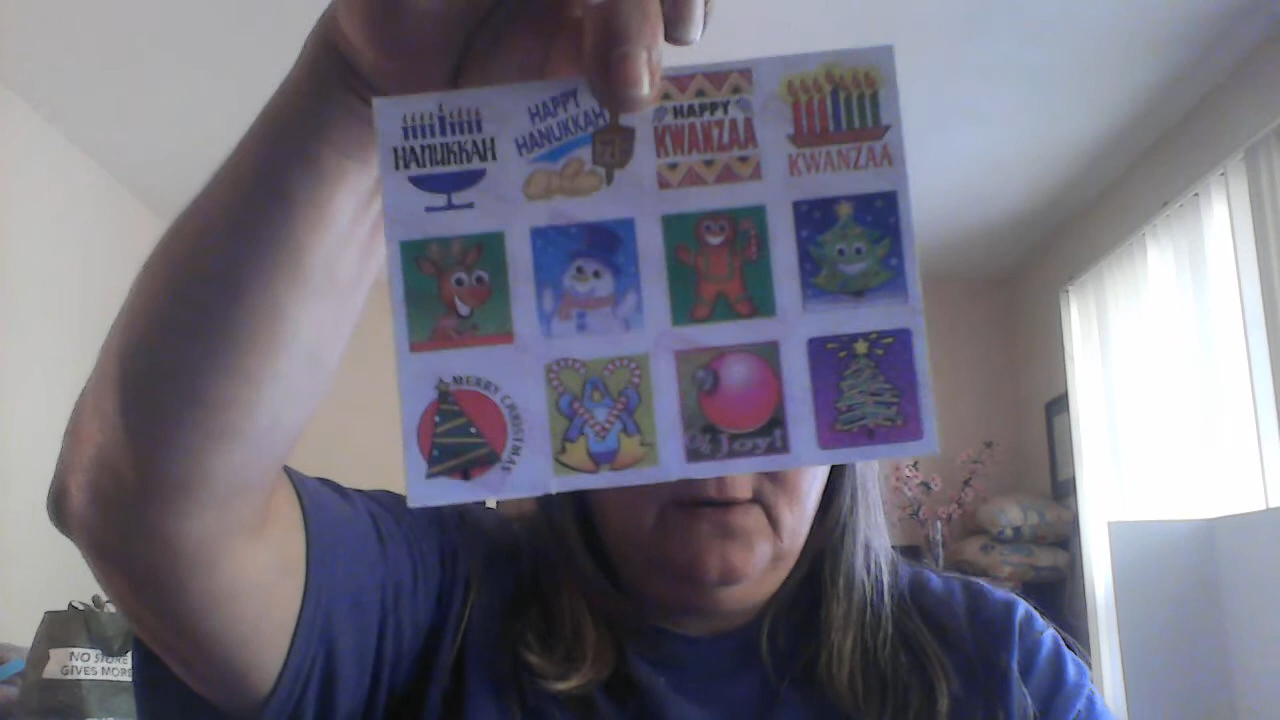 HANUKKAH
HAPPY
HANUKKAH
HAPPY
KWANZAA
KWANZAA
MERRY CHRISTMAS
Joy!
NO STORE
GIVES MORE